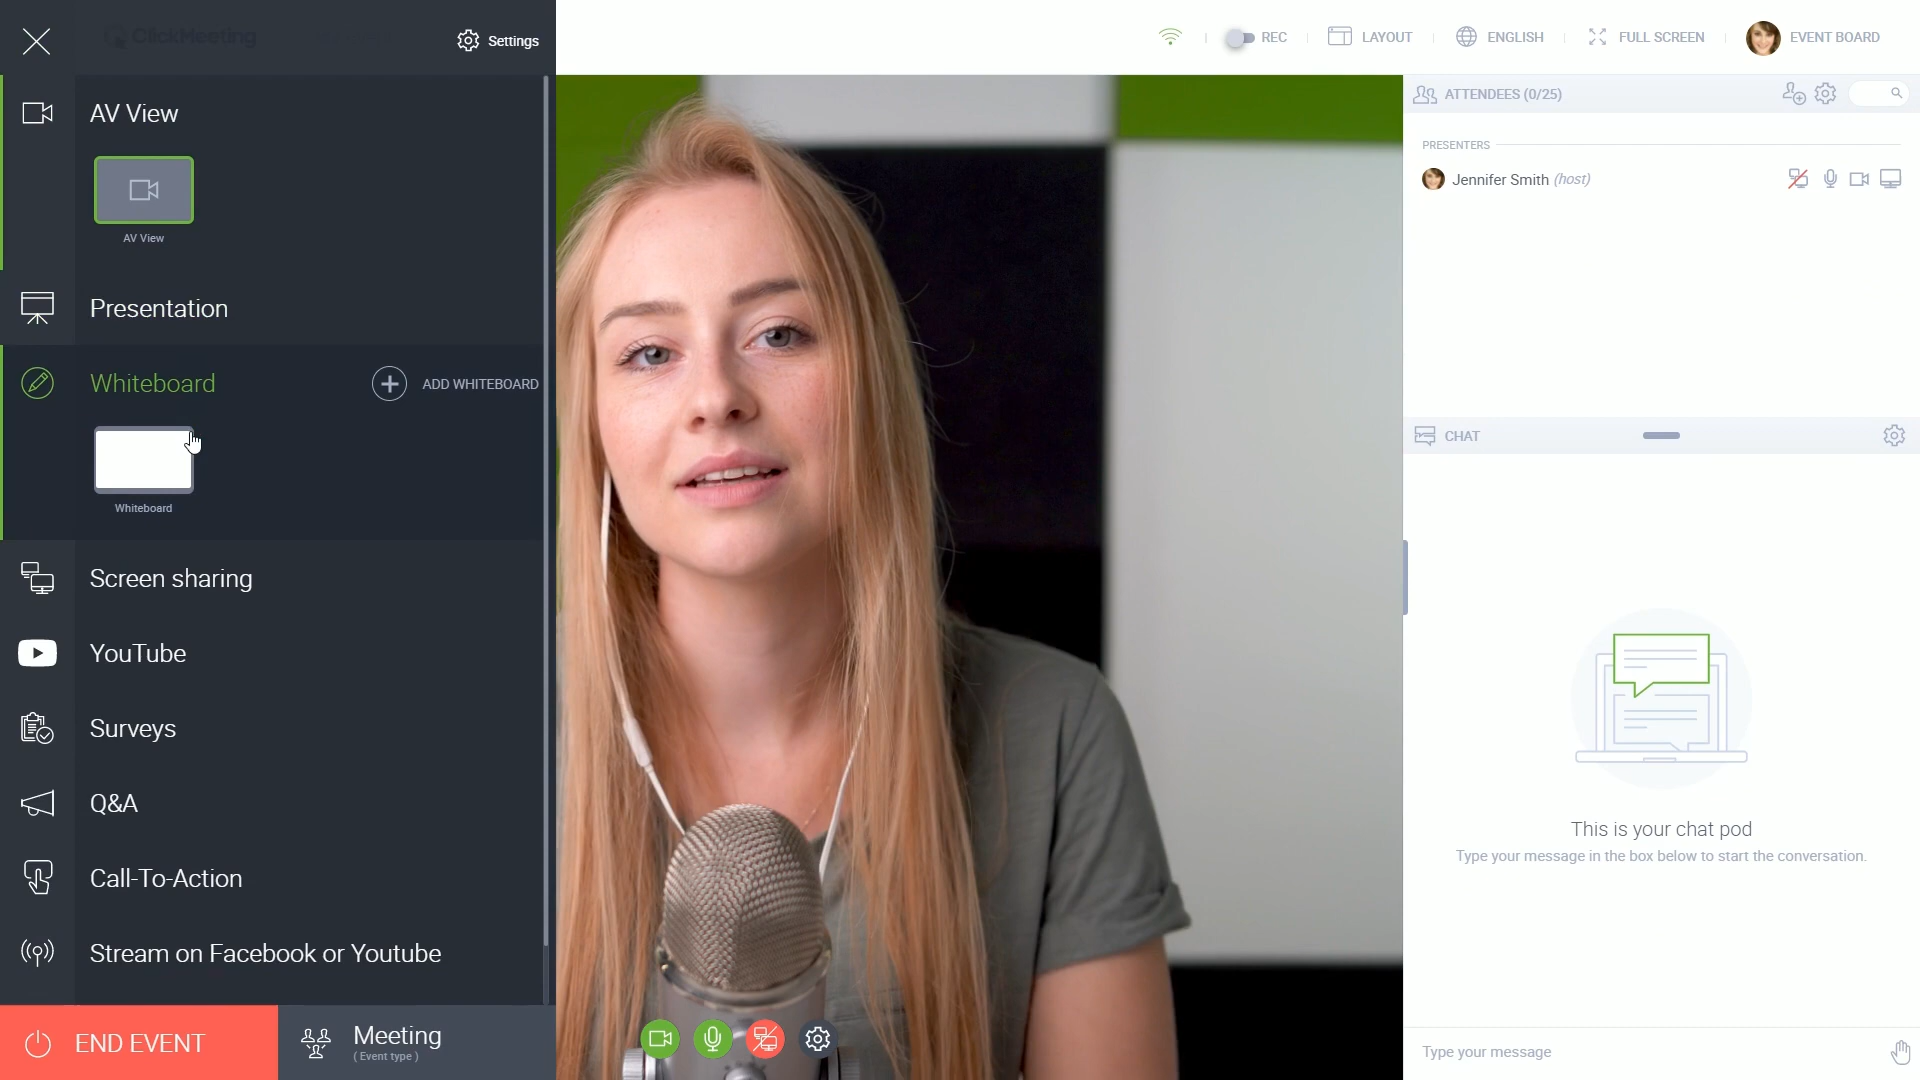 ClickMeeting
Settings
REC
LAYOUT
ENGLISH
FULL SCREEN
EVENT BOARD
AV View
AV View
Presentation
Whiteboard
ADD WHITEBOARD
Whiteboard
Screen sharing
YouTube
Surveys
Q&A
Call-To-Action
Stream on Facebook or Youtube
END EVENT
Meeting
( Event type )
ATTENDEES (0/25)
PRESENTERS
Jennifer Smith (host)
CHAT
This is your chat pod
Type your message in the box below to start the conversation.
Type your message